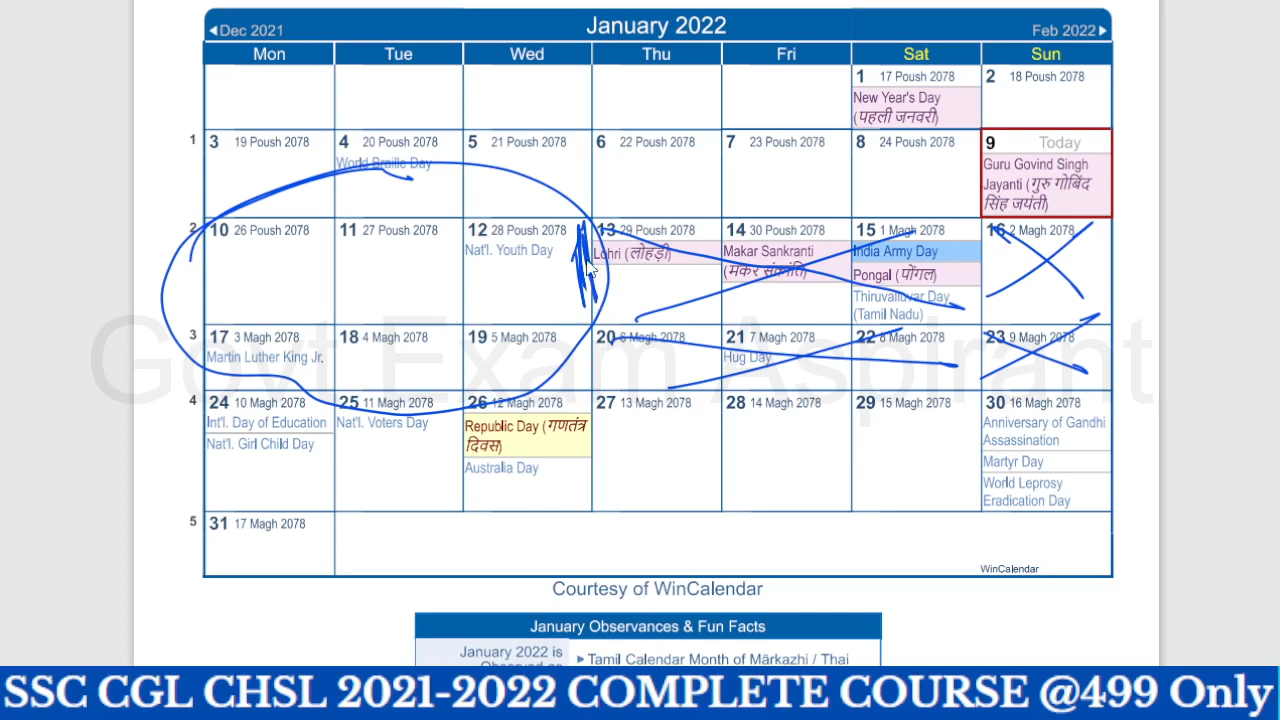 ◀Dec 2021 January 2022 Feb 2022▶
Mon Tue Wed Thu Fri Sat Sun
1 17 Poush 2078 2 18 Poush 2078
New Year's Day
(पहली जनवरी)
1 3 19 Poush 2078 4 20 Poush 2078 5 21 Poush 2078 6 22 Poush 2078 7 23 Poush 2078 8 24 Poush 2078 9 Today
World Braille Day Guru Govind Singh
Jayanti (गुरु गोबिंद
सिंह जयंती)
2 10 26 Poush 2078 11 27 Poush 2078 12 28 Poush 2078 13 29 Poush 2078 14 30 Poush 2078 15 1 Magh 2078 16 2 Magh 2078
Nat'l. Youth Day Lohri (लोहड़ी) Makar Sankranti India Army Day
(मकर संक्रांति) Pongal (पोंगल)
Thiruvalluvar Day
(Tamil Nadu)
3 17 3 Magh 2078 18 4 Magh 2078 19 5 Magh 2078 20 6 Magh 2078 21 7 Magh 2078 22 8 Magh 2078 23 9 Magh 2078
Martin Luther King Jr. Hug Day
Govt Exam Aspirant
4 24 10 Magh 2078 25 11 Magh 2078 26 12 Magh 2078 27 13 Magh 2078 28 14 Magh 2078 29 15 Magh 2078 30 16 Magh 2078
Int'l. Day of Education Nat'l. Voters Day Republic Day (गणतंत्र Anniversary of Gandhi
Nat'l. Girl Child Day दिवस) Assassination
Australia Day Martyr Day
World Leprosy
Eradication Day
5 31 17 Magh 2078
WinCalendar
Courtesy of WinCalendar
January Observances & Fun Facts
January 2022 is ▶ Tamil Calendar Month of Mārkazhi / Thai
Observed as
SSC CGL CHSL 2021-2022 COMPLETE COURSE @499 Only